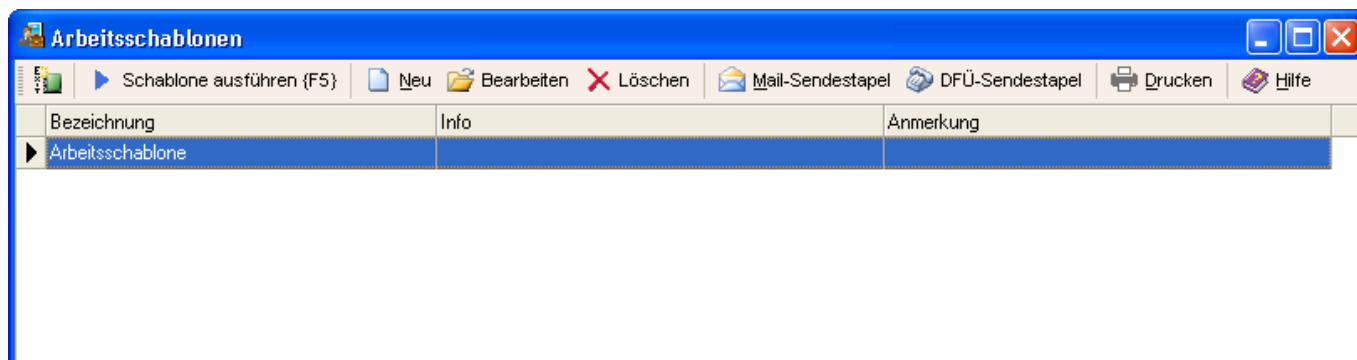 Arbeitsschablonen
Schablone ausführen {F5} Neu Bearbeiten Löschen Mail-Sendestapel DFÜ-Sendestapel Drucken Hilfe
Bezeichnung Info Anmerkung
Arbeitsschablone